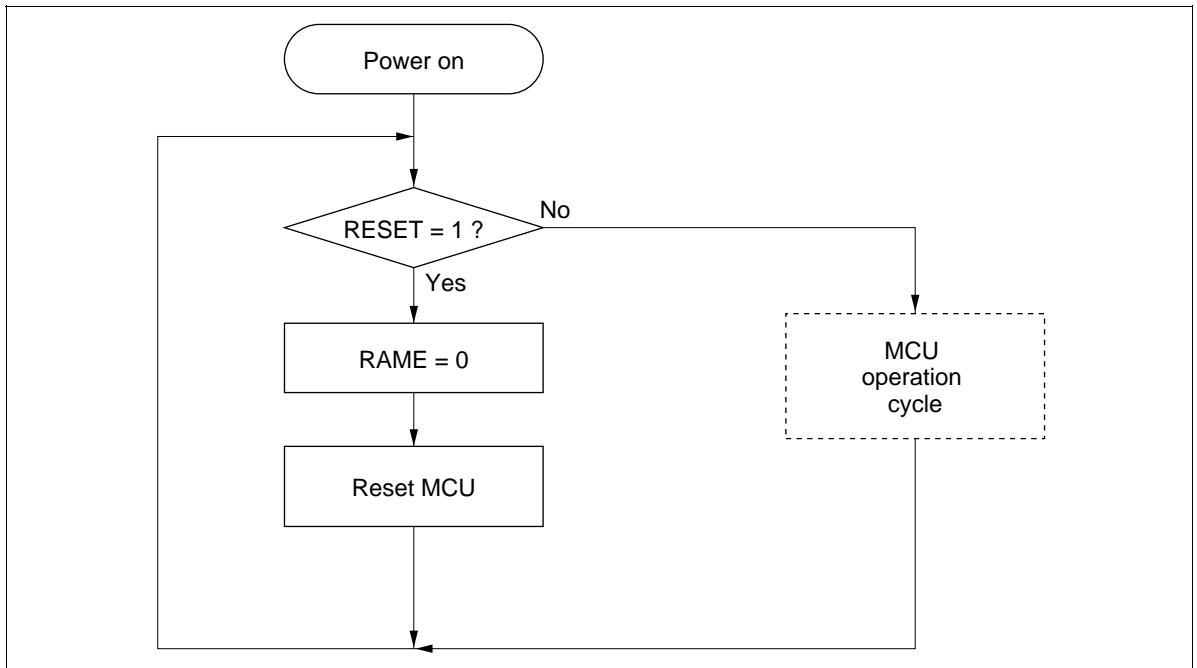 Power on
RESET = 1 ?
No
Yes
RAME = 0
MCU
operation
cycle
Reset MCU